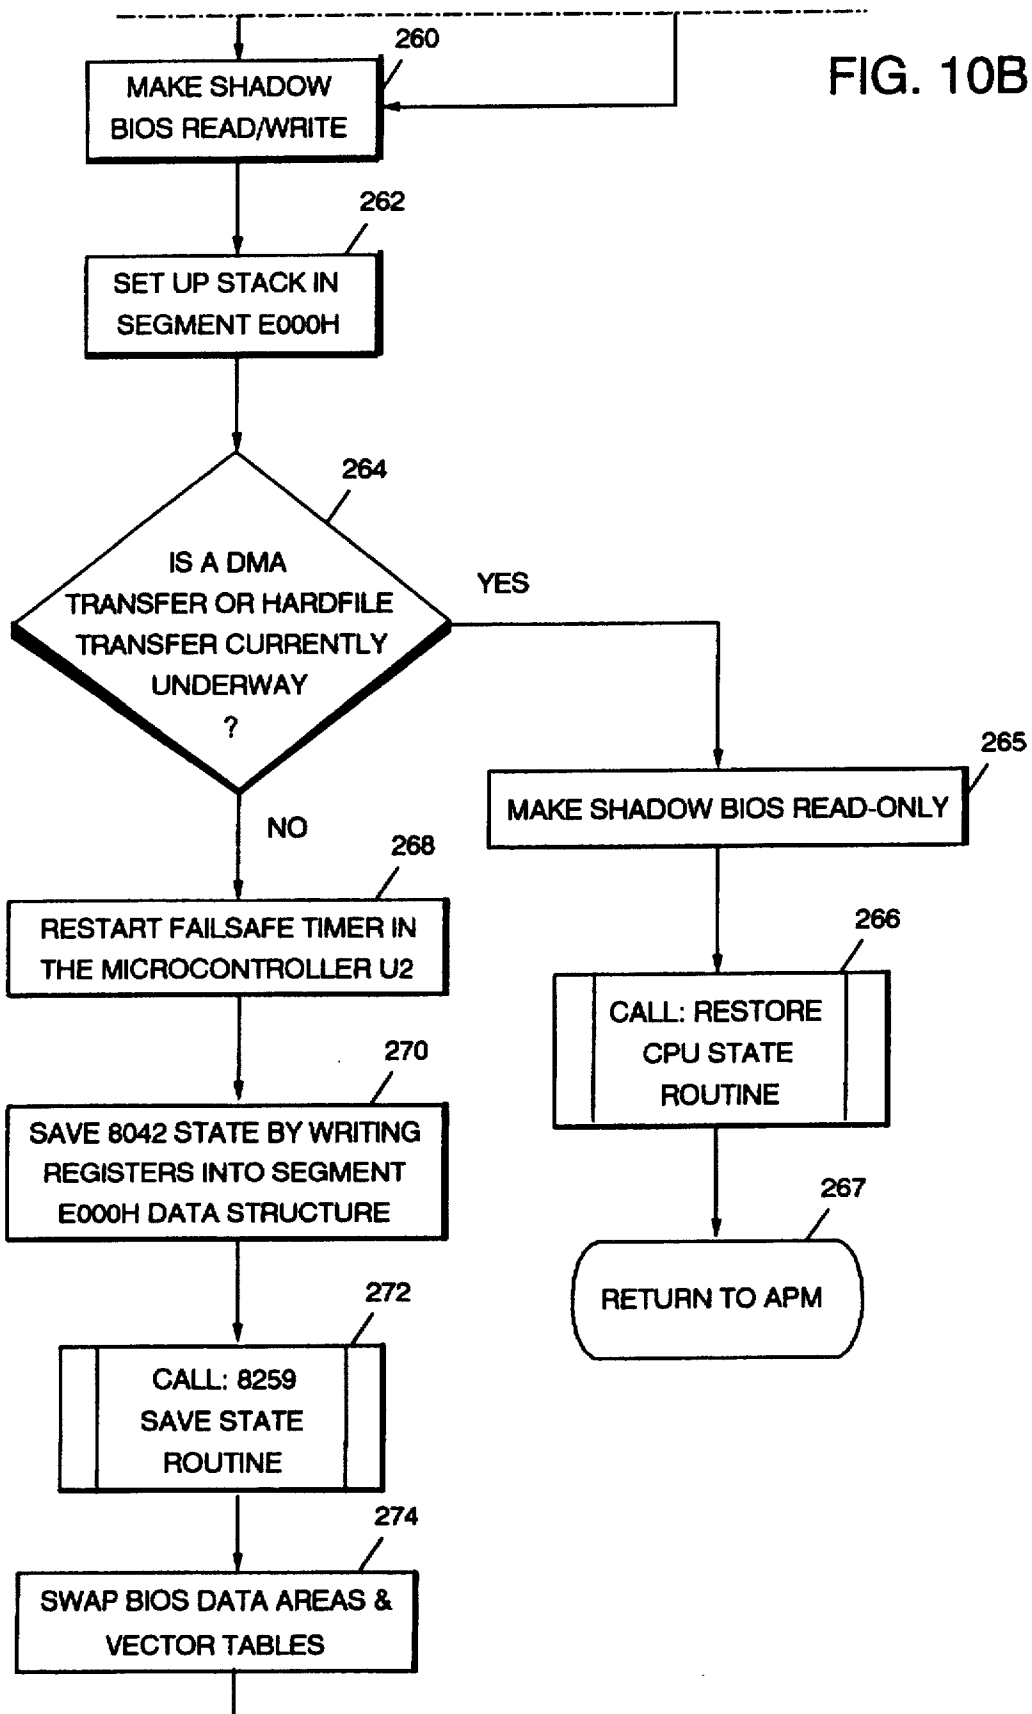 FIG. 10B
260
MAKE SHADOW
BIOS READ/WRITE
262
SET UP STACK IN
SEGMENT E000H
264
IS A DMA
TRANSFER OR HARDFILE
TRANSFER CURRENTLY
UNDERWAY
?
YES
NO
265
MAKE SHADOW BIOS READ-ONLY
266
CALL: RESTORE
CPU STATE
ROUTINE
267
RETURN TO APM
268
RESTART FAILSAFE TIMER IN
THE MICROCONTROLLER U2
270
SAVE 8042 STATE BY WRITING
REGISTERS INTO SEGMENT
E000H DATA STRUCTURE
272
CALL: 8259
SAVE STATE
ROUTINE
274
SWAP BIOS DATA AREAS &
VECTOR TABLES